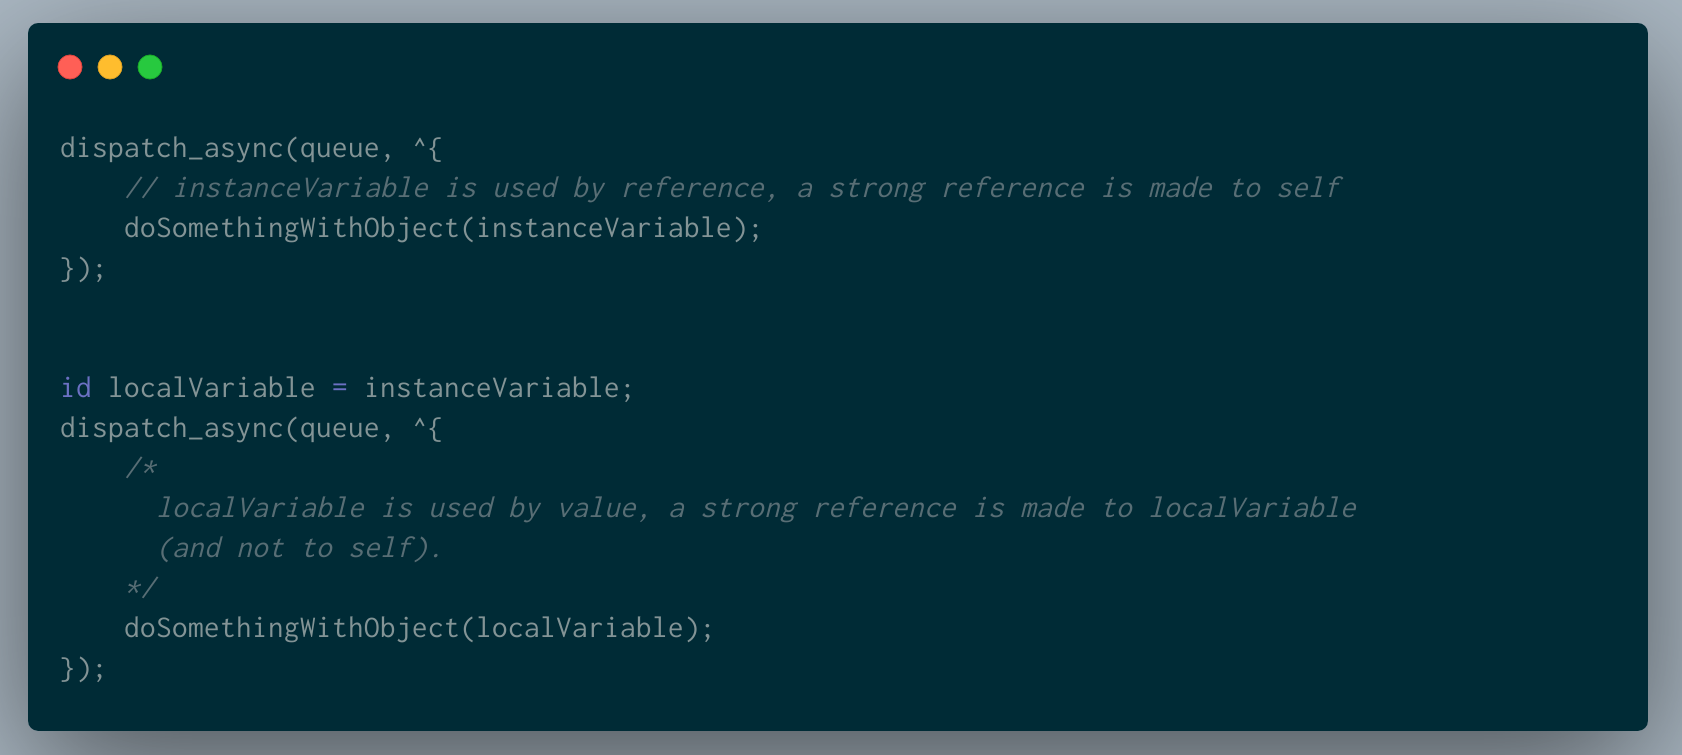 dispatch_async(queue, ^{
    // instanceVariable is used by reference, a strong reference is made to self
    doSomethingWithObject(instanceVariable);
});
id localVariable = instanceVariable;
dispatch_async(queue, ^{
    /*
      localVariable is used by value, a strong reference is made to localVariable
      (and not to self).
    */
    doSomethingWithObject(localVariable);
});